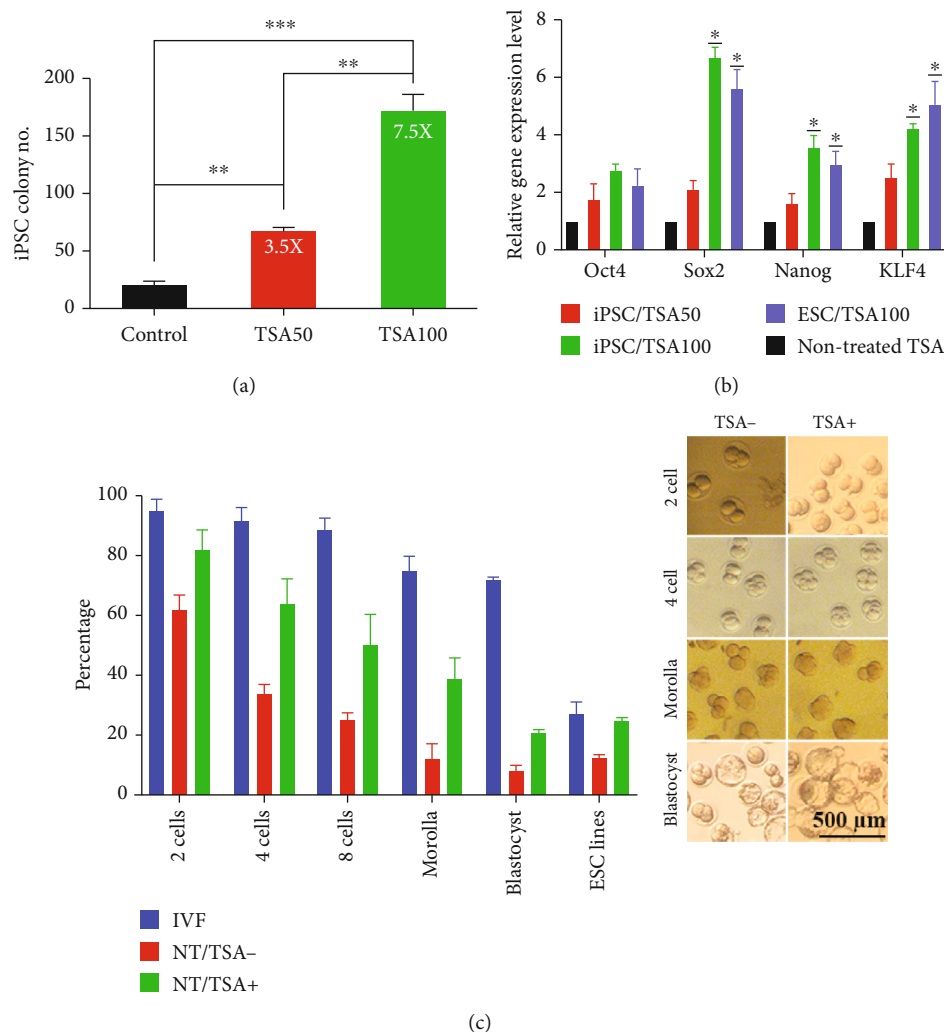 ***
**
**
200
150
100
50
0
iPSC colony no.
7.5X
3.5X
Control TSA50 TSA100
(a)
8
6
4
2
0
Relative gene expression level
* * * * * *
Oct4 Sox2 Nanog KLF4
iPSC/TSA50 ESC/TSA100
iPSC/TSA100 Non-treated TSA
(b)
100
80
60
40
20
0
Percentage
2 cells
4 cells
8 cells
Morolla
Blastocyst
ESC lines
IVF
NT/TSA–
NT/TSA+
TSA– TSA+
2 cell
4 cell
Morolla
Blastocyst
500 µm
(c)